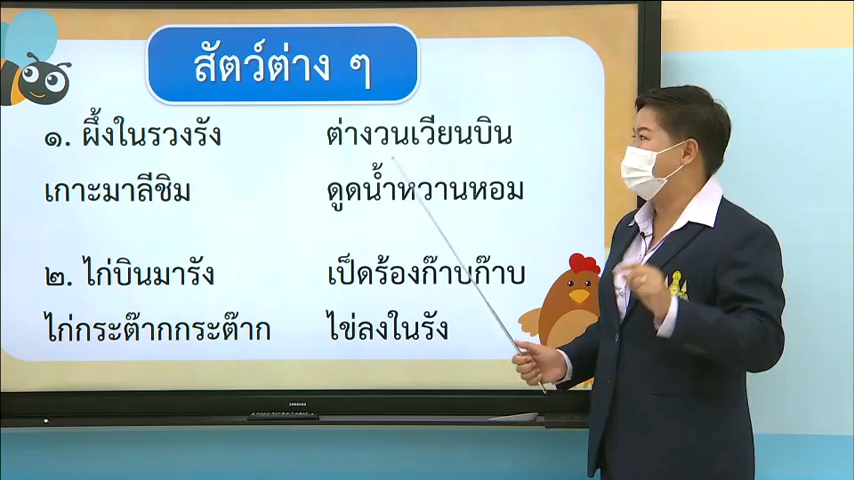 สัตว์ต่าง ๆ
๑. ผึ้งในรวงรัง ต่างวนเวียนบิน
เกาะมาลีชิม ดูดน้ำหวานหอม
๒. ไก่บินมารัง เป็ดร้องก๊าบก๊าบ
ไก่กระต๊ากกระต๊าก ไข่ลงในรัง
SAMSUNG